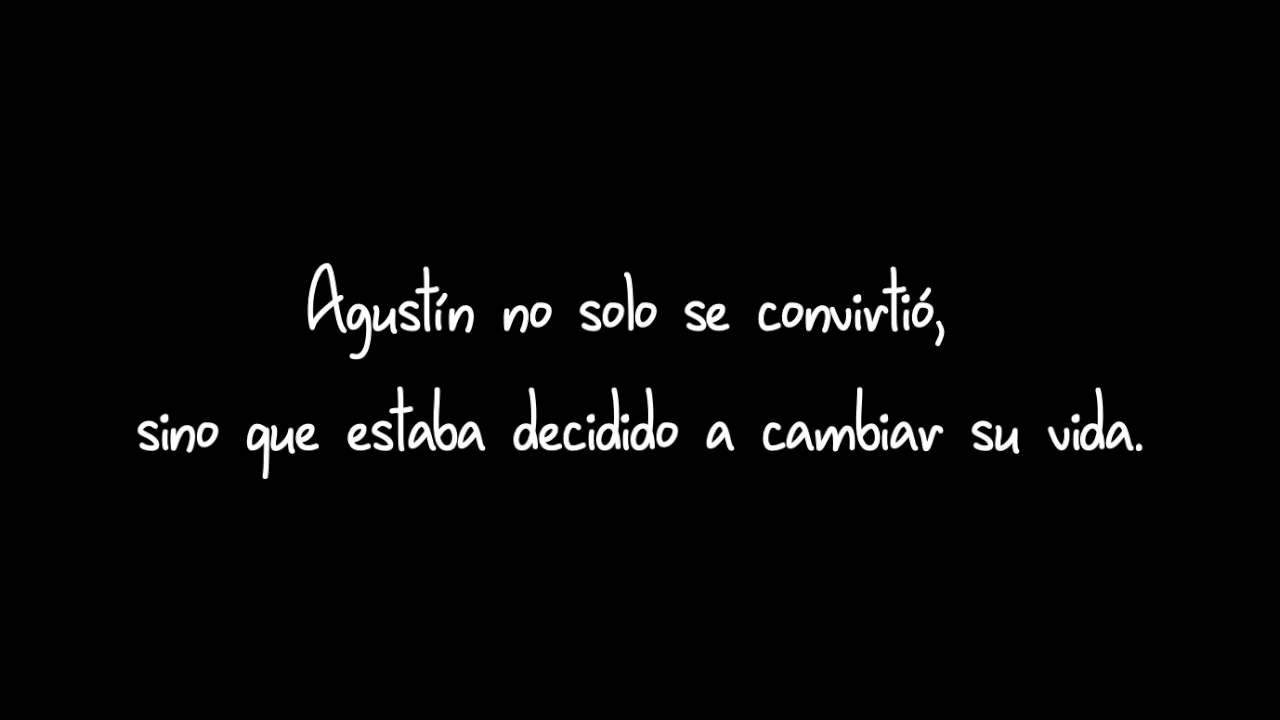 Agustín no solo se convirtió,
sino que estaba decidido a cambiar su vida.